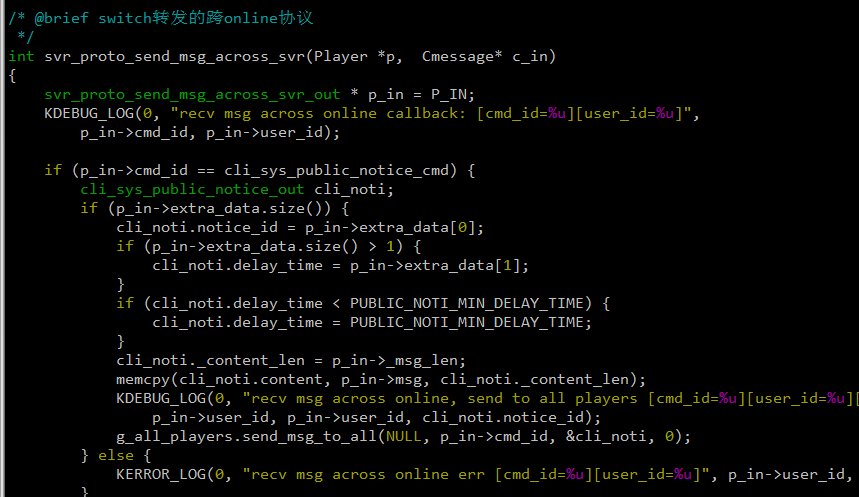 /* @brief switch转发的跨online协议
 */
int svr_proto_send_msg_across_svr(Player *p,  Cmessage* c_in)
{
    svr_proto_send_msg_across_svr_out * p_in = P_IN;
    KDEBUG_LOG(0, "recv msg across online callback: [cmd_id=%u][user_id=%u]",
        p_in->cmd_id, p_in->user_id);

    if (p_in->cmd_id == cli_sys_public_notice_cmd) {
        cli_sys_public_notice_out cli_noti;
        if (p_in->extra_data.size()) {
            cli_noti.notice_id = p_in->extra_data[0];
            if (p_in->extra_data.size() > 1) {
                cli_noti.delay_time = p_in->extra_data[1];
            }
            if (cli_noti.delay_time < PUBLIC_NOTI_MIN_DELAY_TIME) {
                cli_noti.delay_time = PUBLIC_NOTI_MIN_DELAY_TIME;
            }
            cli_noti._content_len = p_in->_msg_len;
            memcpy(cli_noti.content, p_in->msg, cli_noti._content_len);
            KDEBUG_LOG(0, "recv msg across online, send to all players [cmd_id=%u][user_id=%u][
                p_in->user_id, p_in->user_id, cli_noti.notice_id);
            g_all_players.send_msg_to_all(NULL, p_in->cmd_id, &cli_noti, 0);
        } else {
            KERROR_LOG(0, "recv msg across online err [cmd_id=%u][user_id=%u]", p_in->user_id,
        }